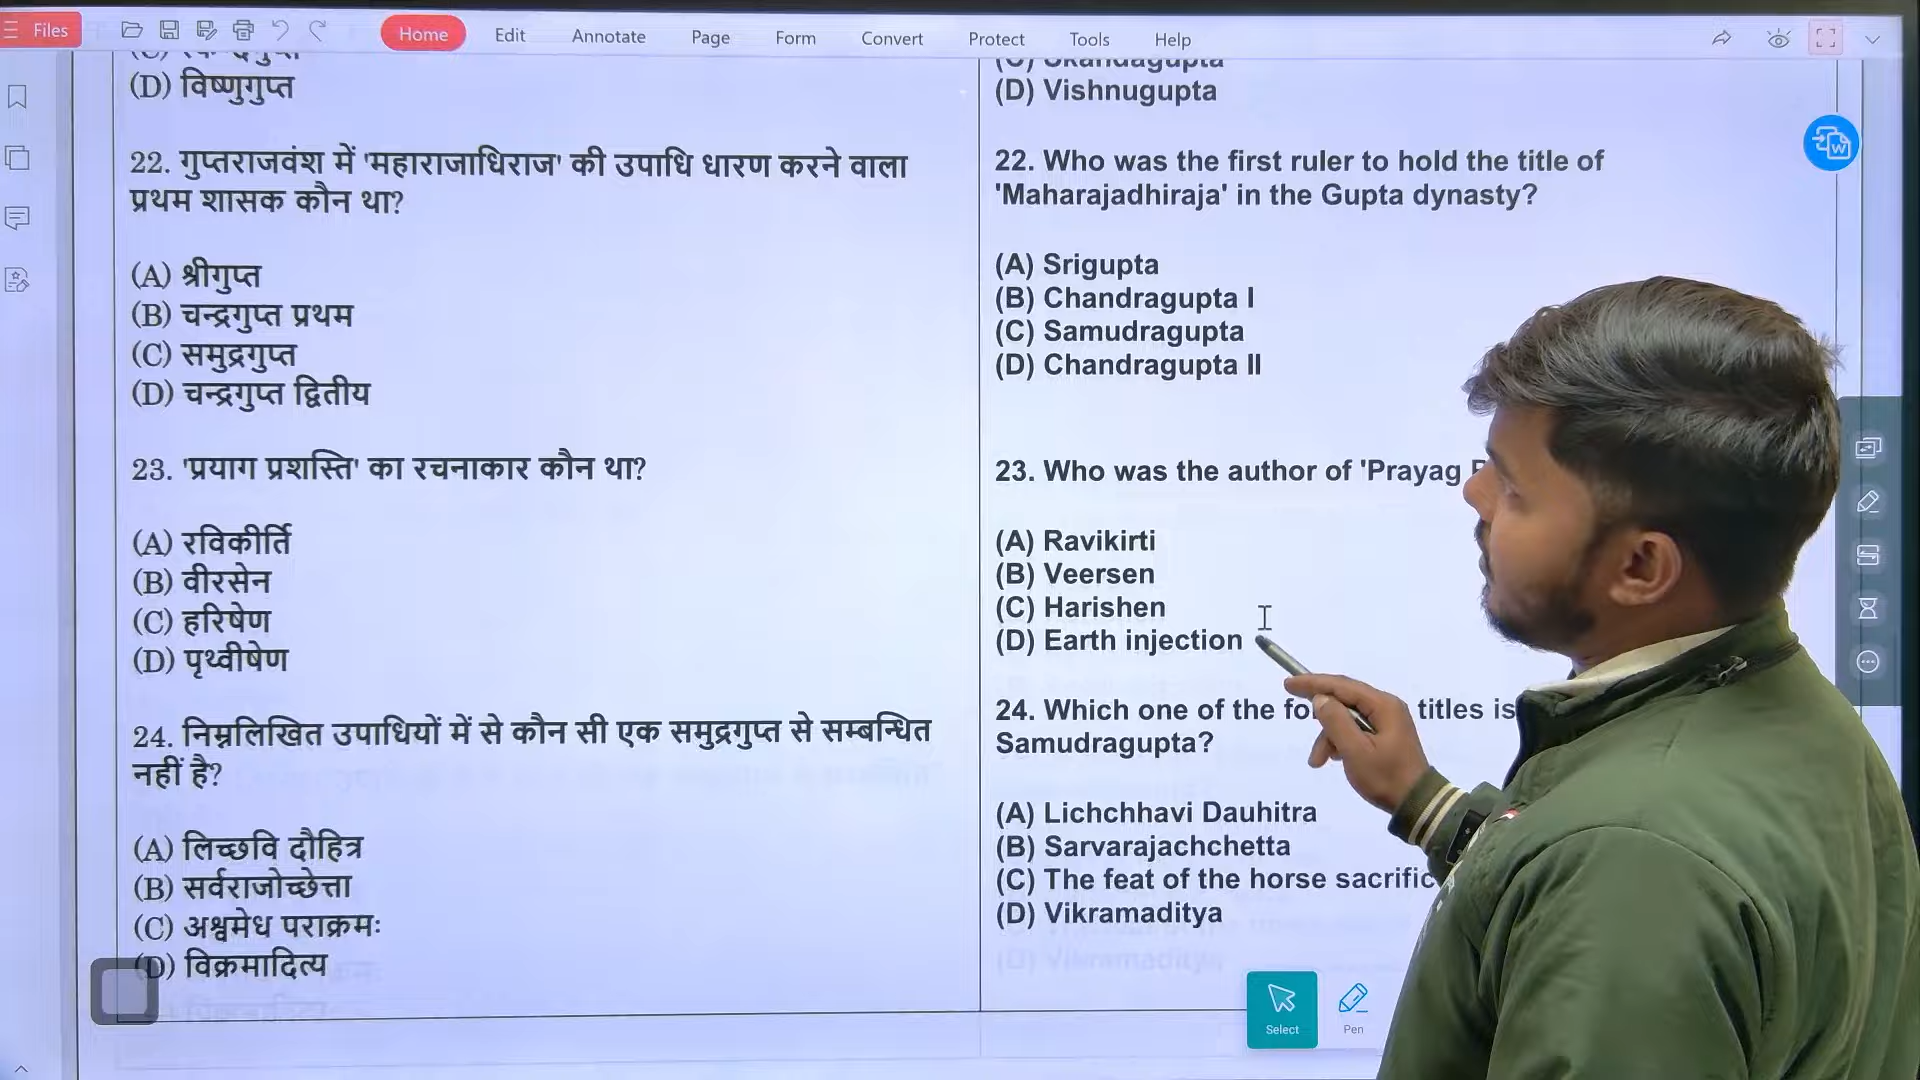 Files
Home
Edit
Annotate
Page
Form
Convert
Protect
Tools
Help
(D) विष्णुगुप्त
22. गुप्तराजवंश में 'महाराजाधिराज' की उपाधि धारण करने वाला
प्रथम शासक कौन था?
(A) श्रीगुप्त
(B) चन्द्रगुप्त प्रथम
(C) समुद्रगुप्त
(D) चन्द्रगुप्त द्वितीय
23. 'प्रयाग प्रशस्ति' का रचनाकार कौन था?
(A) रविकीर्ति
(B) वीरसेन
(C) हरिषेण
(D) पृथ्वीषेण
24. निम्नलिखित उपाधियों में से कौन सी एक समुद्रगुप्त से सम्बन्धित
नहीं है?
(A) लिच्छवि दौहित्र
(B) सर्वराजोच्छेत्ता
(C) अश्वमेध पराक्रमः
(D) विक्रमादित्य
(C) Skandagupta
(D) Vishnugupta
22. Who was the first ruler to hold the title of
'Maharajadhiraja' in the Gupta dynasty?
(A) Srigupta
(B) Chandragupta I
(C) Samudragupta
(D) Chandragupta II
23. Who was the author of 'Prayag
(A) Ravikirti
(B) Veersen
(C) Harishen
(D) Earth injection
24. Which one of the titles is
Samudragupta?
(A) Lichchhavi Dauhitra
(B) Sarvarajachchetta
(C) The feat of the horse sacrific
(D) Vikramaditya
Select
Pen